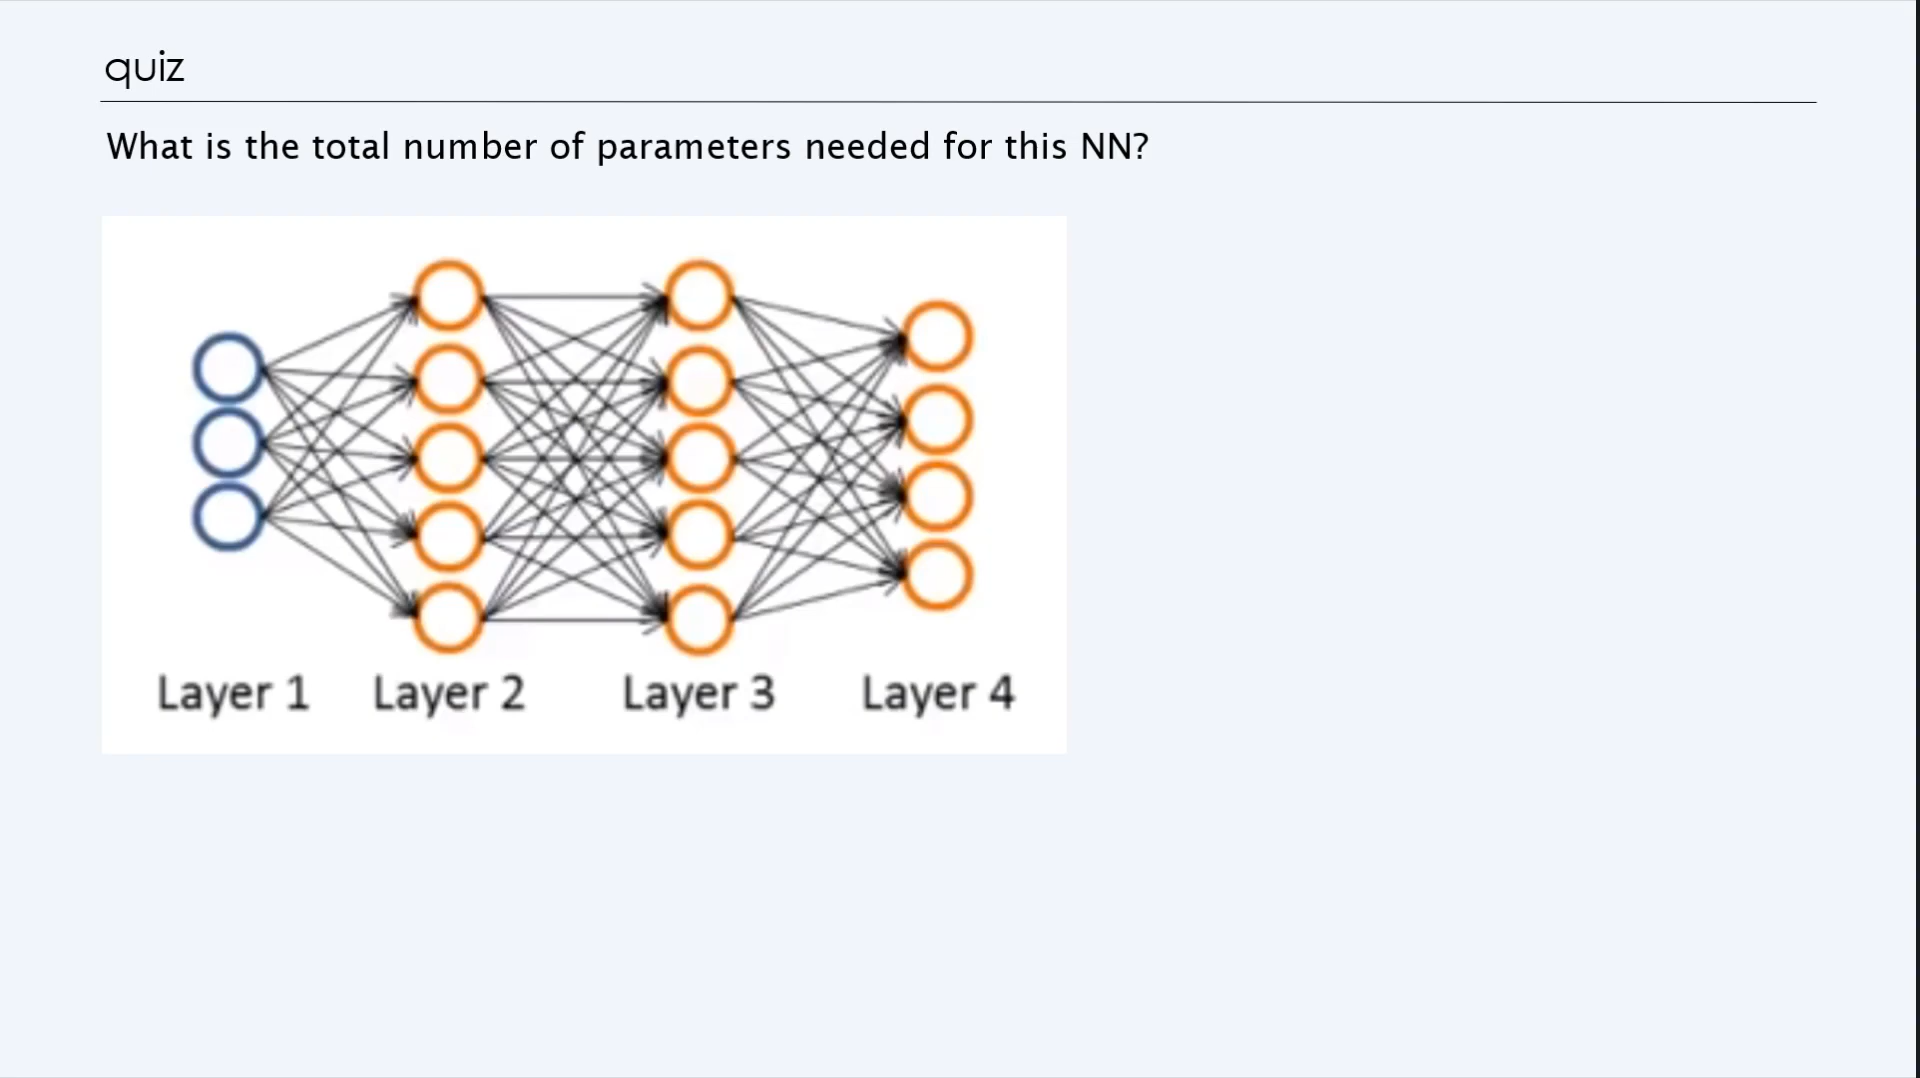 quiz
What is the total number of parameters needed for this NN?
Layer 1 Layer 2 Layer 3 Layer 4